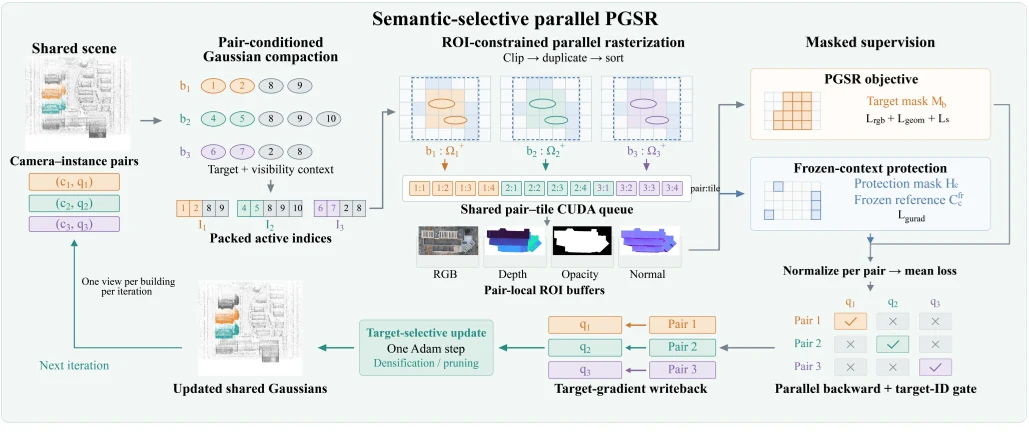 Semantic-selective parallel PGSR
Shared scene
Camera–instance pairs
(c₁, q₁)
(c₂, q₂)
(c₃, q₃)
One view per building
per iteration
Next iteration
Pair-conditioned
Gaussian compaction
b₁ 1 2 8 9
b₂ 4 5 8 9 10
b₃ 6 7 2 8
Target + visibility context
1 2 8 9 4 5 8 9 10 6 7 2 8
I₁ I₂ I₃
Packed active indices
ROI-constrained parallel rasterization
Clip → duplicate → sort
b₁ : Ω₁⁺ b₂ : Ω₂⁺ b₃ : Ω₃⁺
1:1 1:2 1:3 1:4 2:1 2:2 2:3 2:4 3:1 3:2 3:3 3:4 pair:tile
Shared pair–tile CUDA queue
RGB Depth Opacity Normal
Pair-local ROI buffers
Masked supervision
PGSR objective
Target mask M_b
L_rgb + L_geom + L_s
Frozen-context protection
Protection mask H_c
Frozen reference C_c^fr
L_gurad
Normalize per pair → mean loss
q₁ q₂ q₃
Pair 1 ✓ × ×
Pair 2 × ✓ ×
Pair 3 × × ✓
Parallel backward + target-ID gate
q₁ ← Pair 1
q₂ ← Pair 2
q₃ ← Pair 3
Target-gradient writeback
Target-selective update
One Adam step
Densification / pruning
Updated shared Gaussians